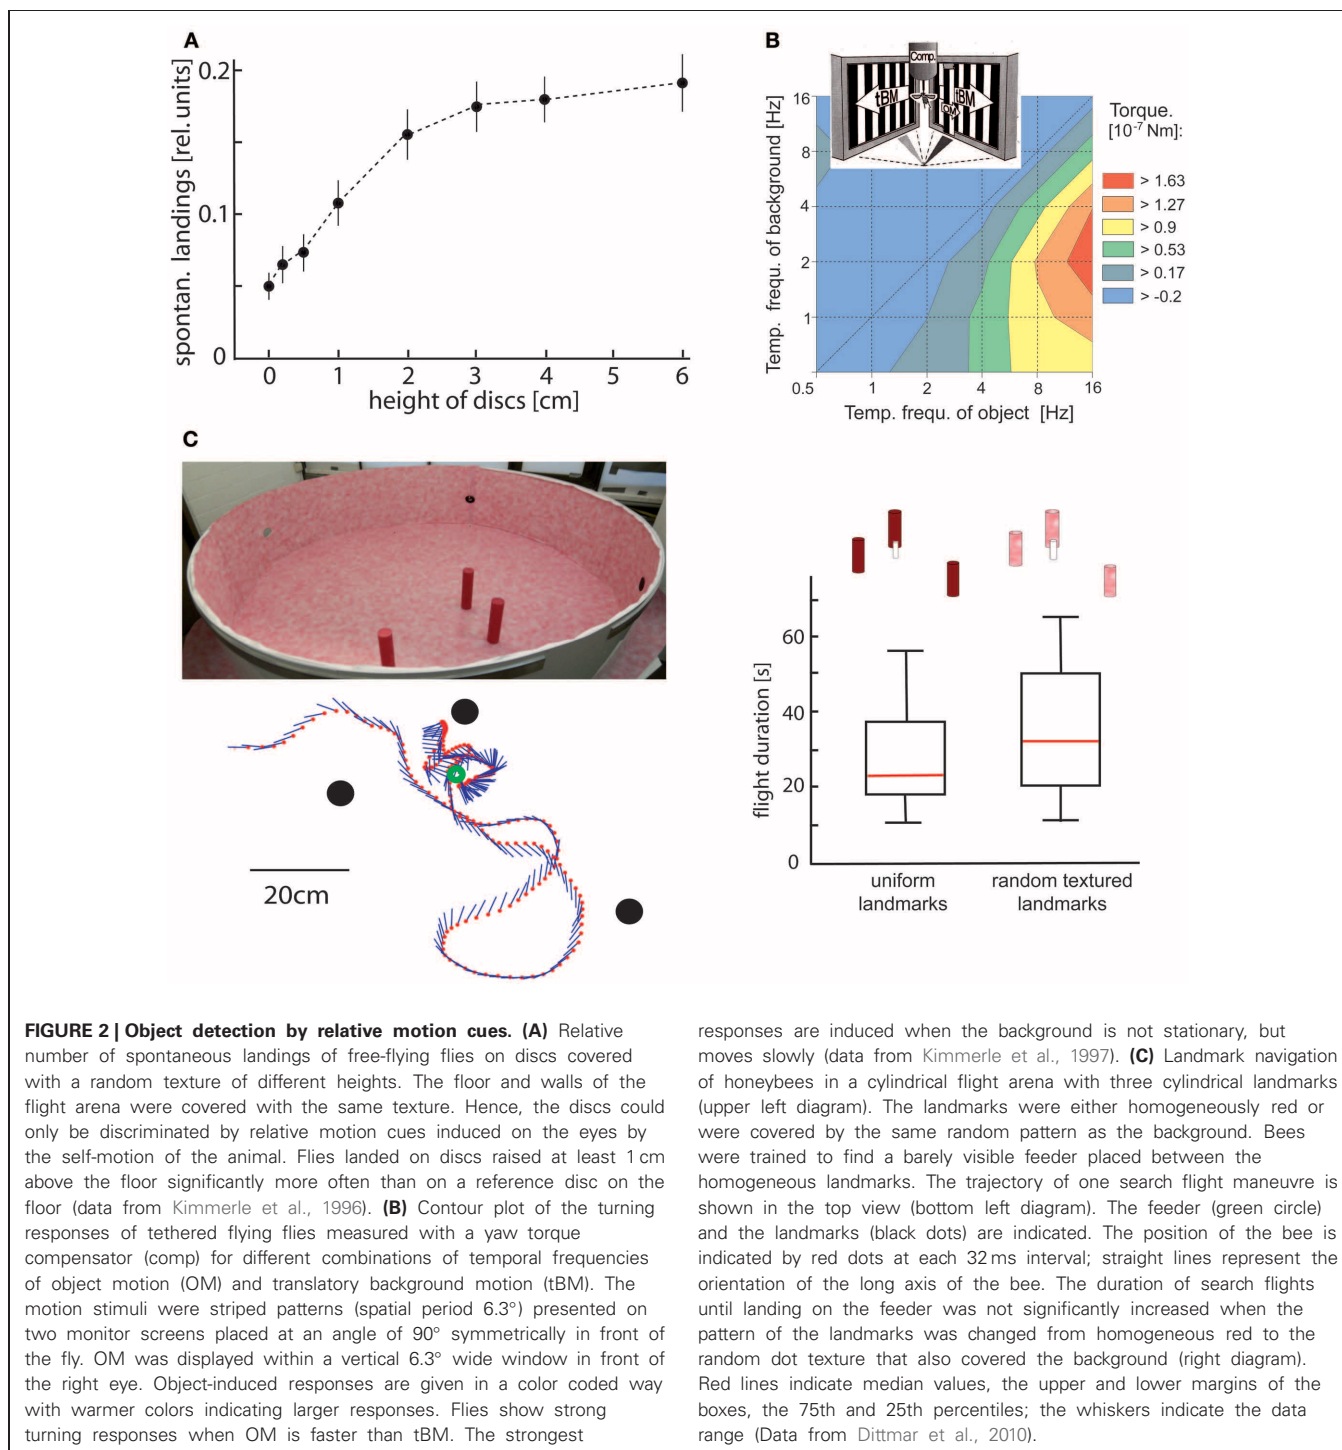 A
spontan. landings [rel. units]
0.2
0.1
0
0 1 2 3 4 5 6
height of discs [cm]
B
Comp.
tBM
tBM
OM
Temp. frequ. of background [Hz]
16
8
4
2
1
0.5 1 2 4 8 16
Temp. frequ. of object [Hz]
Torque.
[10⁻⁷ Nm]:
> 1.63
> 1.27
> 0.9
> 0.53
> 0.17
> -0.2
C
20cm
flight duration [s]
60
40
20
0
uniform
landmarks
random textured
landmarks
FIGURE 2 | Object detection by relative motion cues. (A) Relative
number of spontaneous landings of free-flying flies on discs covered
with a random texture of different heights. The floor and walls of the
flight arena were covered with the same texture. Hence, the discs could
only be discriminated by relative motion cues induced on the eyes by
the self-motion of the animal. Flies landed on discs raised at least 1 cm
above the floor significantly more often than on a reference disc on the
floor (data from Kimmerle et al., 1996). (B) Contour plot of the turning
responses of tethered flying flies measured with a yaw torque
compensator (comp) for different combinations of temporal frequencies
of object motion (OM) and translatory background motion (tBM). The
motion stimuli were striped patterns (spatial period 6.3°) presented on
two monitor screens placed at an angle of 90° symmetrically in front of
the fly. OM was displayed within a vertical 6.3° wide window in front of
the right eye. Object-induced responses are given in a color coded way
with warmer colors indicating larger responses. Flies show strong
turning responses when OM is faster than tBM. The strongest
responses are induced when the background is not stationary, but
moves slowly (data from Kimmerle et al., 1997). (C) Landmark navigation
of honeybees in a cylindrical flight arena with three cylindrical landmarks
(upper left diagram). The landmarks were either homogeneously red or
were covered by the same random pattern as the background. Bees
were trained to find a barely visible feeder placed between the
homogeneous landmarks. The trajectory of one search flight maneuvre is
shown in the top view (bottom left diagram). The feeder (green circle)
and the landmarks (black dots) are indicated. The position of the bee is
indicated by red dots at each 32 ms interval; straight lines represent the
orientation of the long axis of the bee. The duration of search flights
until landing on the feeder was not significantly increased when the
pattern of the landmarks was changed from homogeneous red to the
random dot texture that also covered the background (right diagram).
Red lines indicate median values, the upper and lower margins of the
boxes, the 75th and 25th percentiles; the whiskers indicate the data
range (Data from Dittmar et al., 2010).